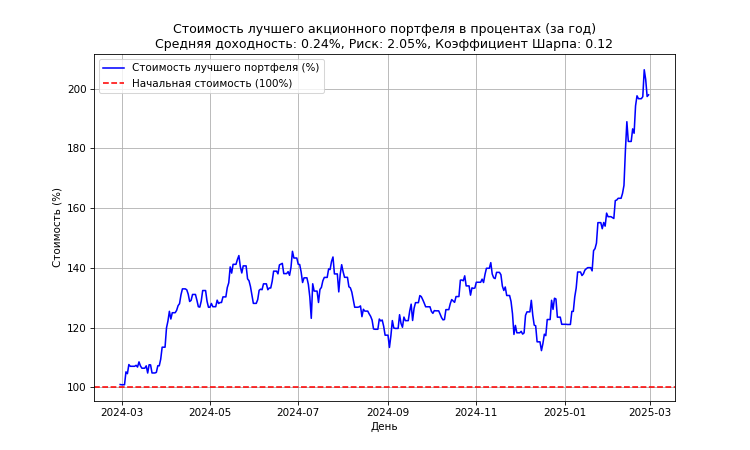 Стоимость лучшего акционного портфеля в процентах (за год)
Средняя доходность: 0.24%, Риск: 2.05%, Коэффициент Шарпа: 0.12
Стоимость лучшего портфеля (%)
Начальная стоимость (100%)
Стоимость (%)
200
180
160
140
120
100
2024-03
2024-05
2024-07
2024-09
2024-11
2025-01
2025-03
День